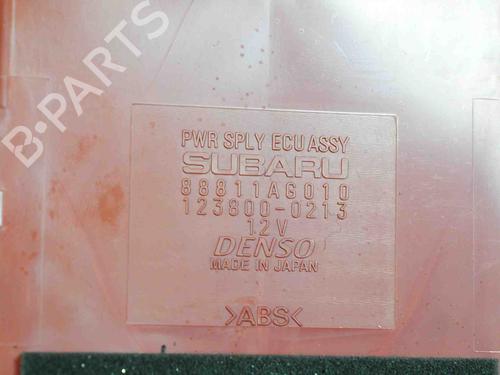 B-PARTS
PWR SPLY ECU ASSY
SUBARU
88811AG010
123800-0213
12V
DENSO
MADE IN JAPAN
>ABS<